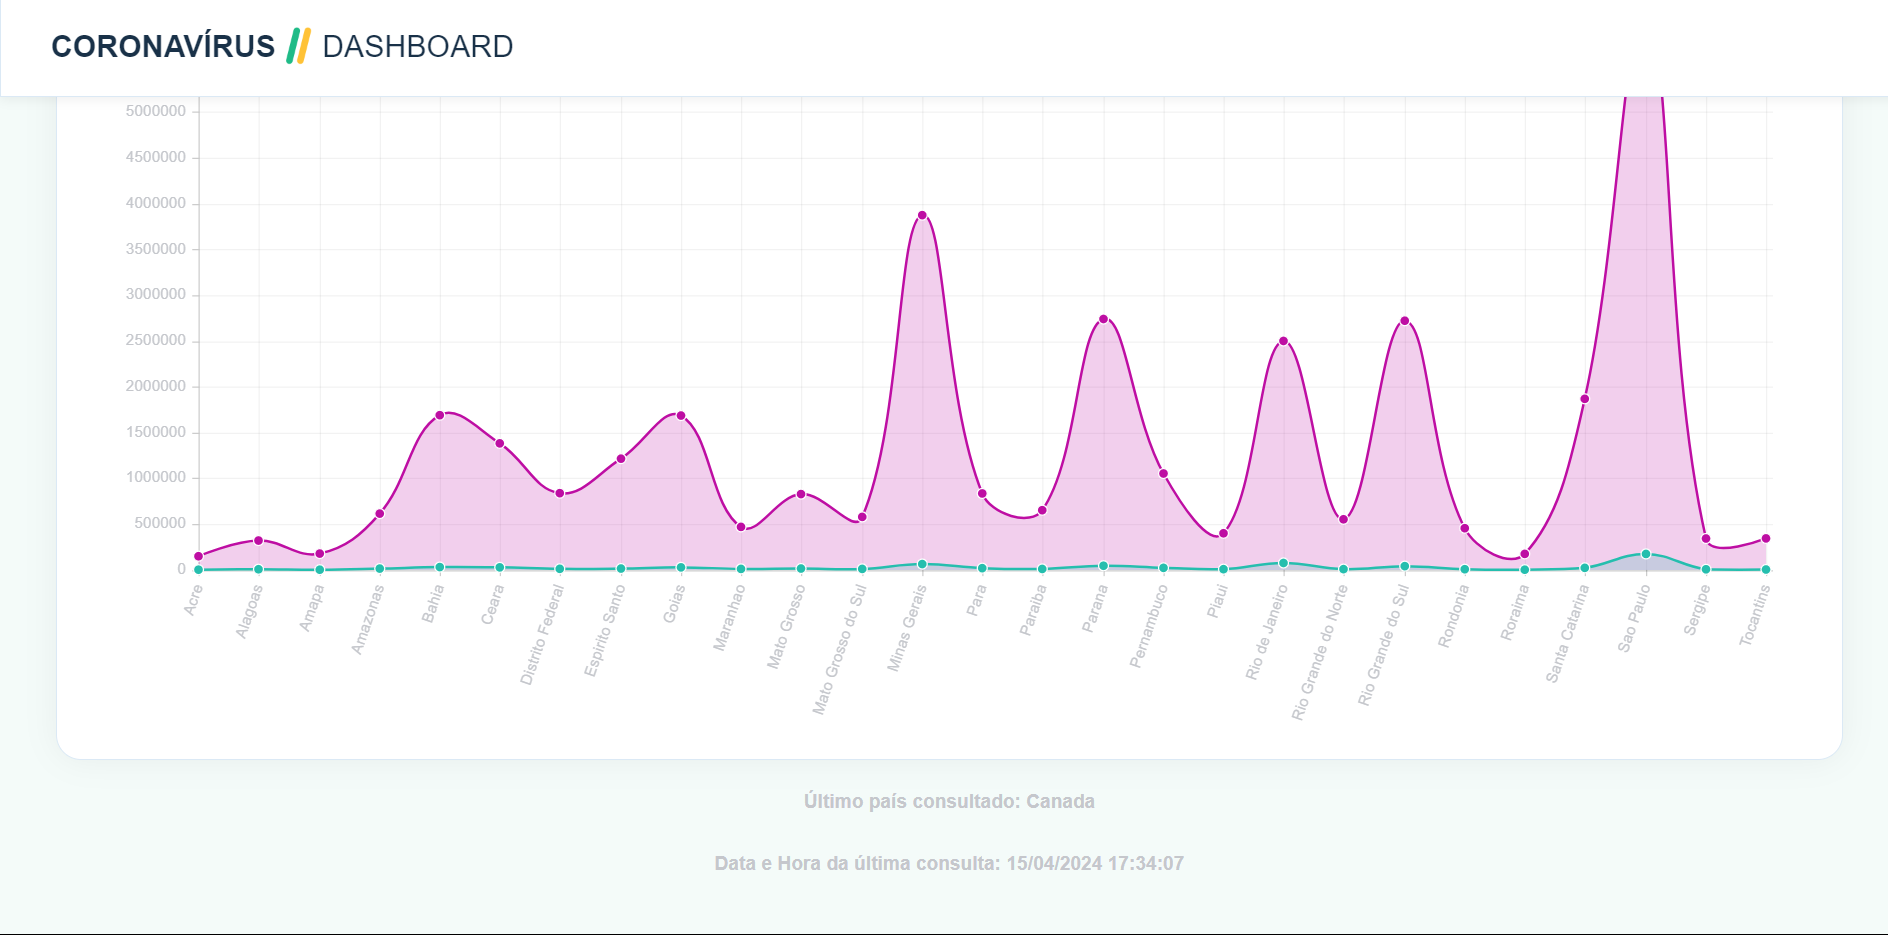 CORONAVÍRUS // DASHBOARD
5000000
4500000
4000000
3500000
3000000
2500000
2000000
1500000
1000000
500000
0
Acre
Alagoas
Amapa
Amazonas
Bahia
Ceara
Distrito Federal
Espirito Santo
Goias
Maranhao
Mato Grosso
Mato Grosso do Sul
Minas Gerais
Para
Paraiba
Parana
Pernambuco
Piaui
Rio de Janeiro
Rio Grande do Norte
Rio Grande do Sul
Rondonia
Roraima
Santa Catarina
Sao Paulo
Sergipe
Tocantins
Último país consultado: Canada
Data e Hora da última consulta: 15/04/2024 17:34:07